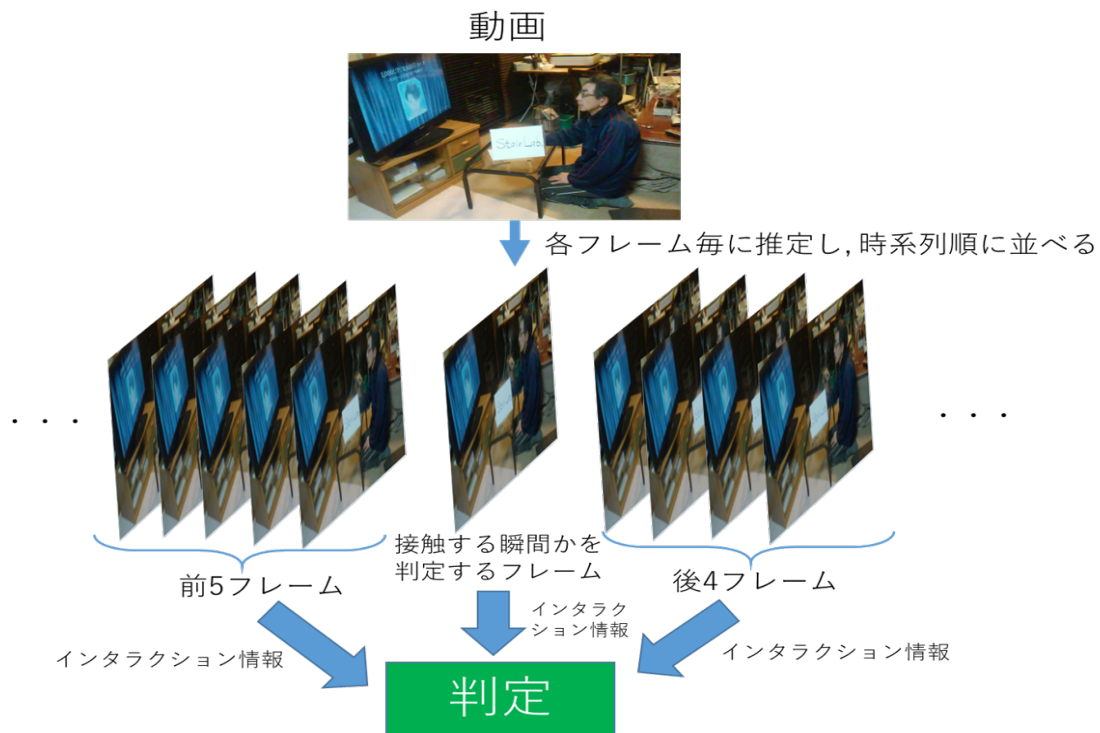 動画
各フレーム毎に推定し,時系列順に並べる
・・・
・・・
接触する瞬間かを
判定するフレーム
前5フレーム
後4フレーム
インタラク
ション情報
インタラクション情報
インタラクション情報
判定